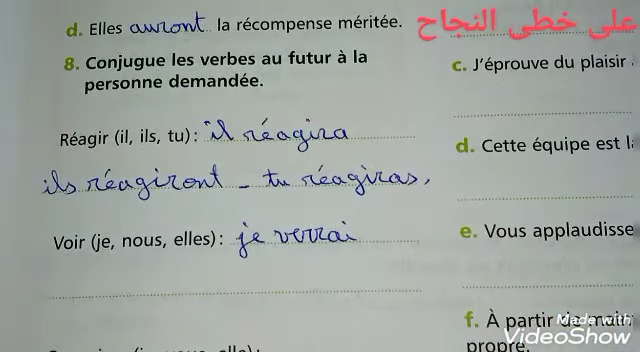 d. Elles auront la récompense méritée.
على خطى النجاح
8. Conjugue les verbes au futur à la
personne demandée.
Réagir (il, ils, tu) : il réagira
ils réagiront - tu réagiras,
Voir (je, nous, elles) : je verrai
c. J'éprouve du plaisir
d. Cette équipe est
e. Vous applaudisse
f. À partir de main
propre.
Made with
VideoShow